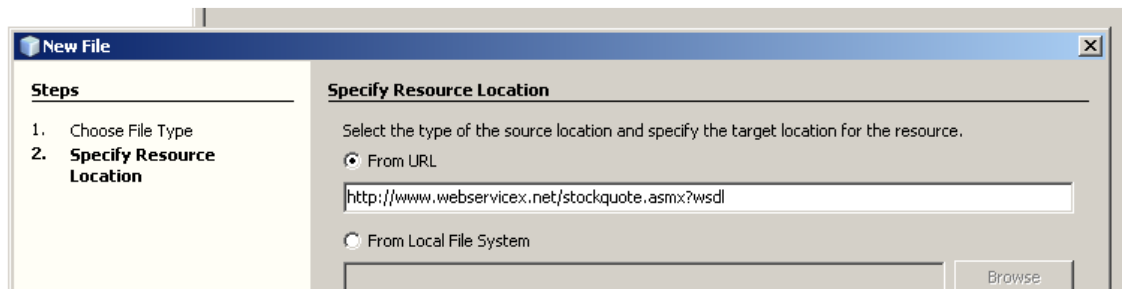 New File
Steps
1. Choose File Type
2. Specify Resource
Location
Specify Resource Location
Select the type of the source location and specify the target location for the resource.
From URL
http://www.webservicex.net/stockquote.asmx?wsdl
From Local File System
Browse